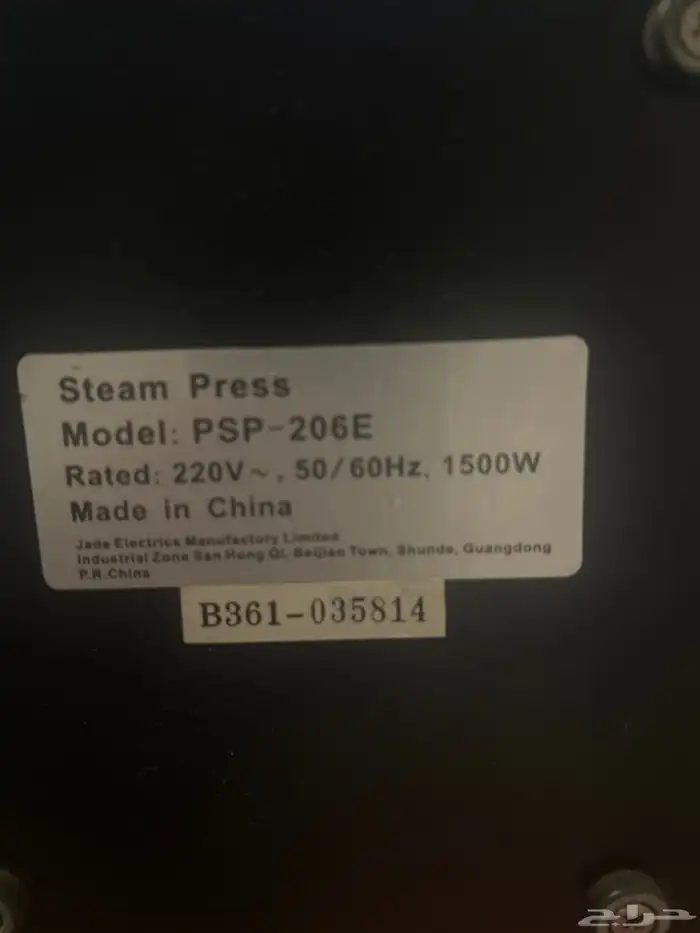 Steam Press
Model: PSP-206E
Rated: 220V~, 50/60Hz, 1500W
Made in China
Jade Electrics Manufactory Limited
Industrial Zone San Hong Qi, Beijiao Town, Shunde, Guangdong
P.R.China
B361-035814
حراج